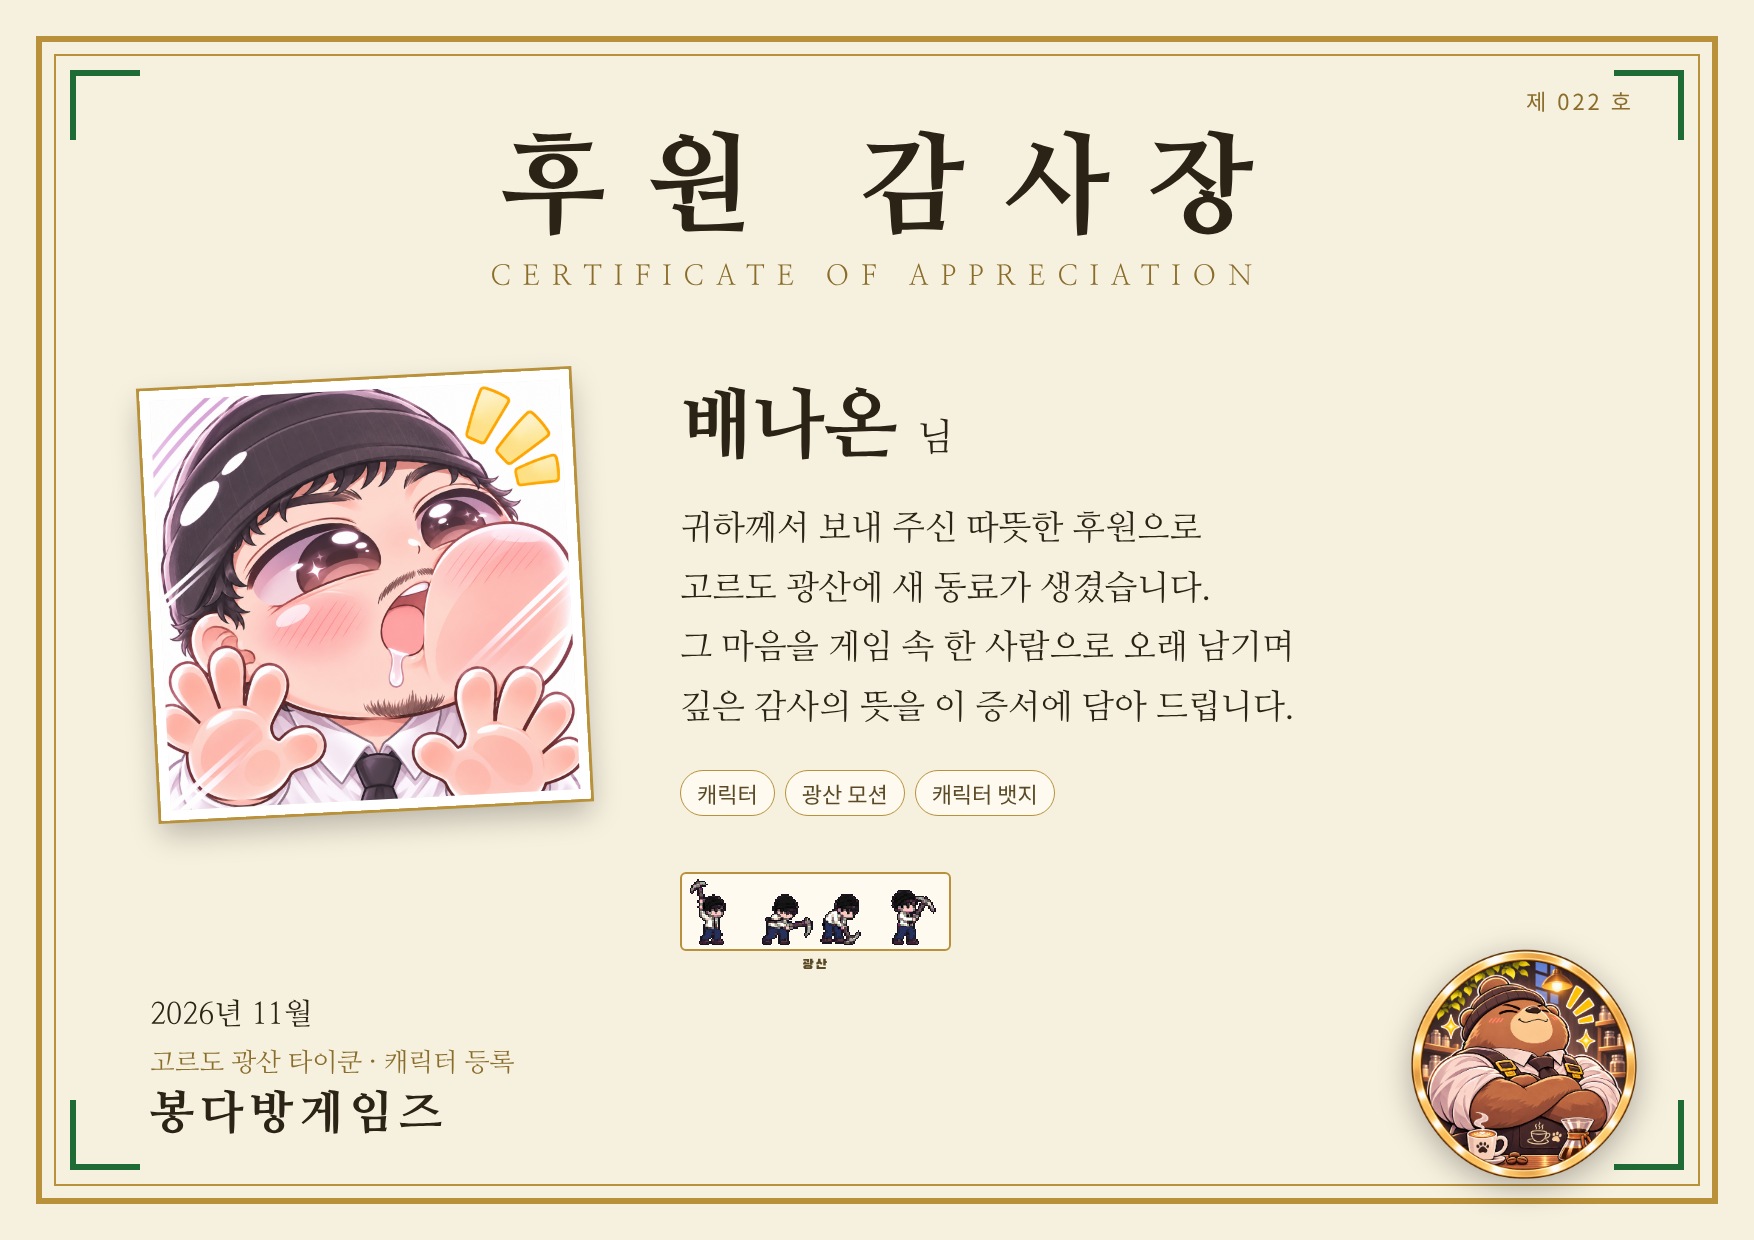 제 022 호
후원 감사장
CERTIFICATE OF APPRECIATION
배나온 님
귀하께서 보내 주신 따뜻한 후원으로
고르도 광산에 새 동료가 생겼습니다.
그 마음을 게임 속 한 사람으로 오래 남기며
깊은 감사의 뜻을 이 증서에 담아 드립니다.
캐릭터 광산 모션 캐릭터 뱃지
광산
2026년 11월
고르도 광산 타이쿤 · 캐릭터 등록
봉다방게임즈